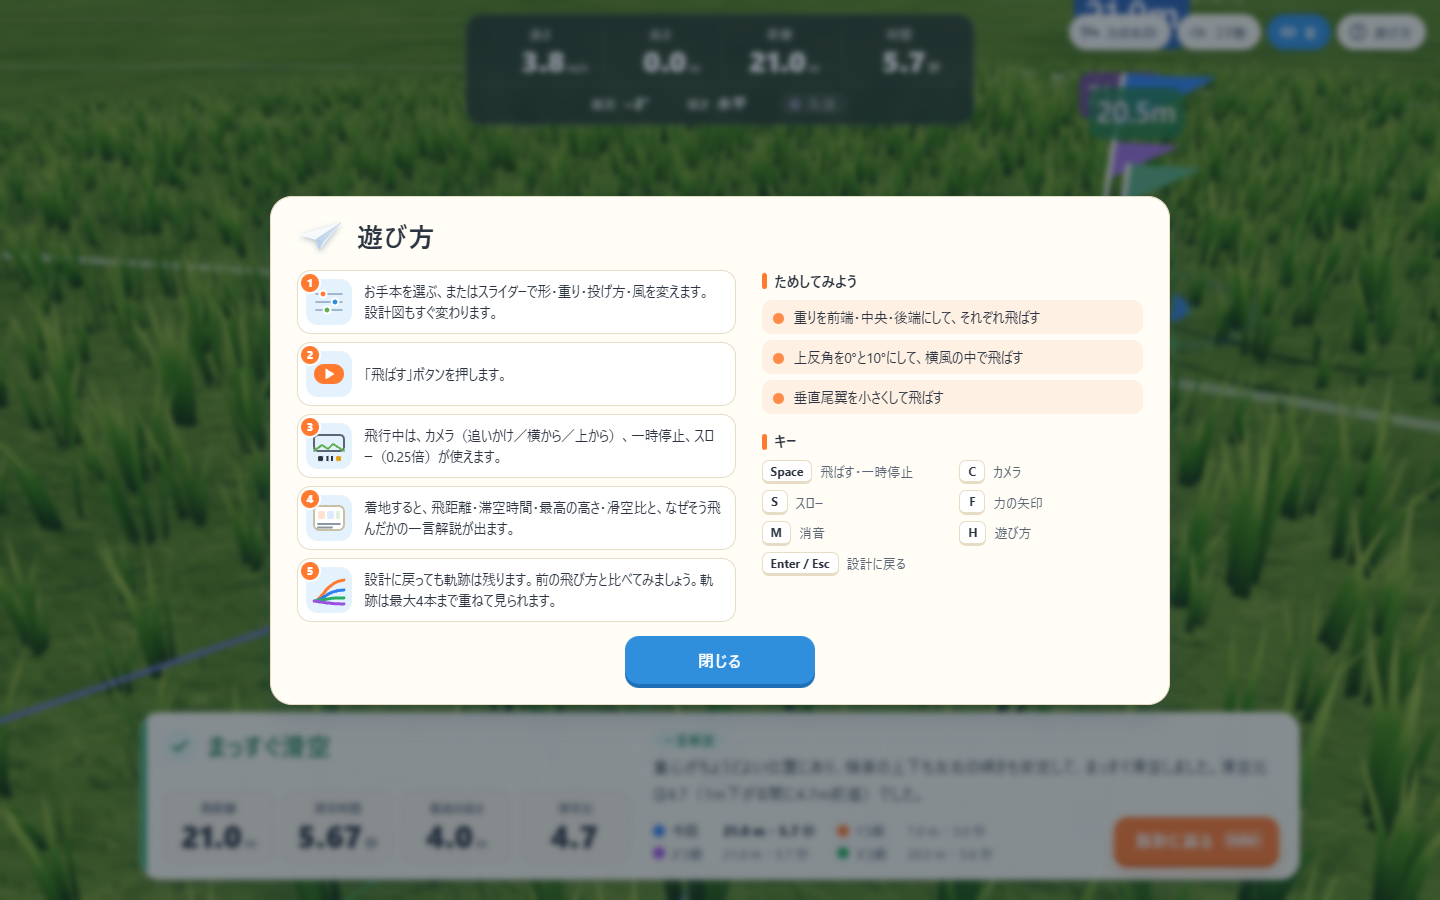 3.8
0.0
21.0
5.7
20.5m
遊び方
1
お手本を選ぶ、またはスライダーで形・重り・投げ方・風を変えます。
設計図もすぐ変わります。
2
「飛ばす」ボタンを押します。
3
飛行中は、カメラ（追いかけ／横から／上から）、一時停止、スロ
ー（0.25倍）が使えます。
4
着地すると、飛距離・滞空時間・最高の高さ・滑空比と、なぜそう飛
んだかの一言解説が出ます。
5
設計に戻っても軌跡は残ります。前の飛び方と比べてみましょう。軌
跡は最大4本まで重ねて見られます。
ためしてみよう
重りを前端・中央・後端にして、それぞれ飛ばす
上反角を0°と10°にして、横風の中で飛ばす
垂直尾翼を小さくして飛ばす
キー
Space 飛ばす・一時停止
C カメラ
S スロー
F 力の矢印
M 消音
H 遊び方
Enter / Esc 設計に戻る
閉じる
まっすぐ滑空
21.0
5.67
4.0
4.7